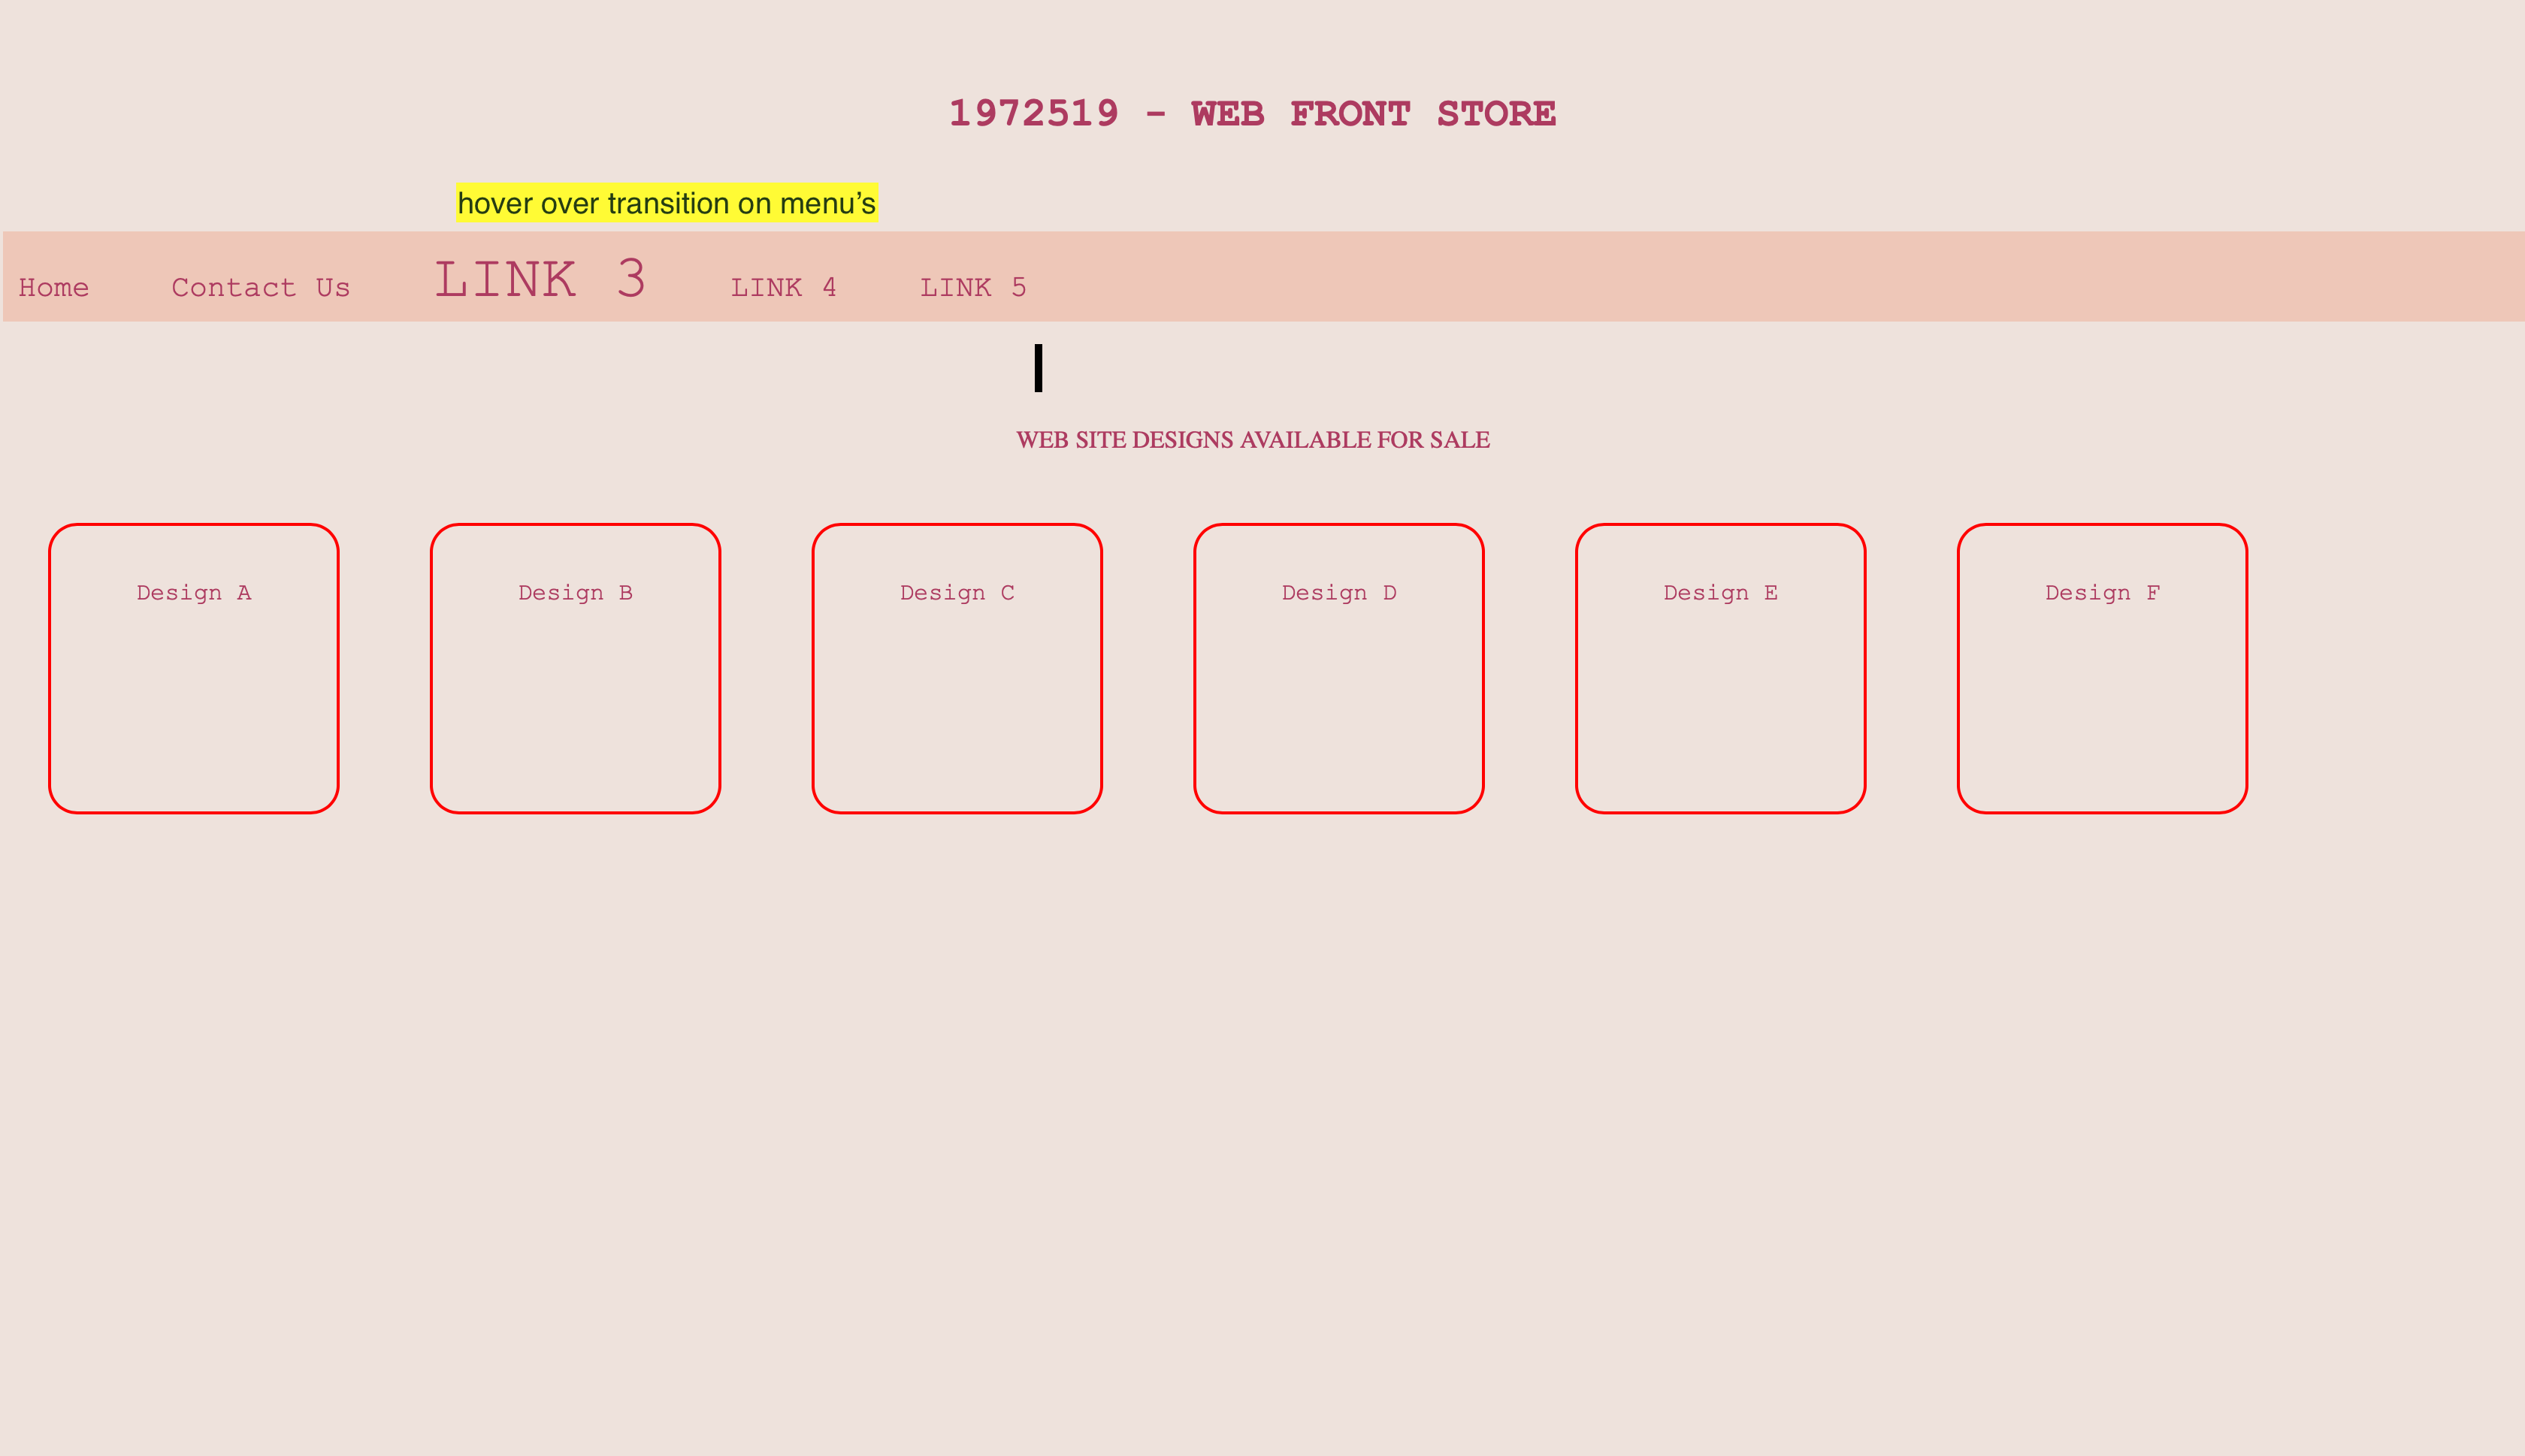 1972519 - WEB FRONT STORE
hover over transition on menu’s
Home Contact Us LINK 3 LINK 4 LINK 5
WEB SITE DESIGNS AVAILABLE FOR SALE
Design A Design B Design C Design D Design E Design F